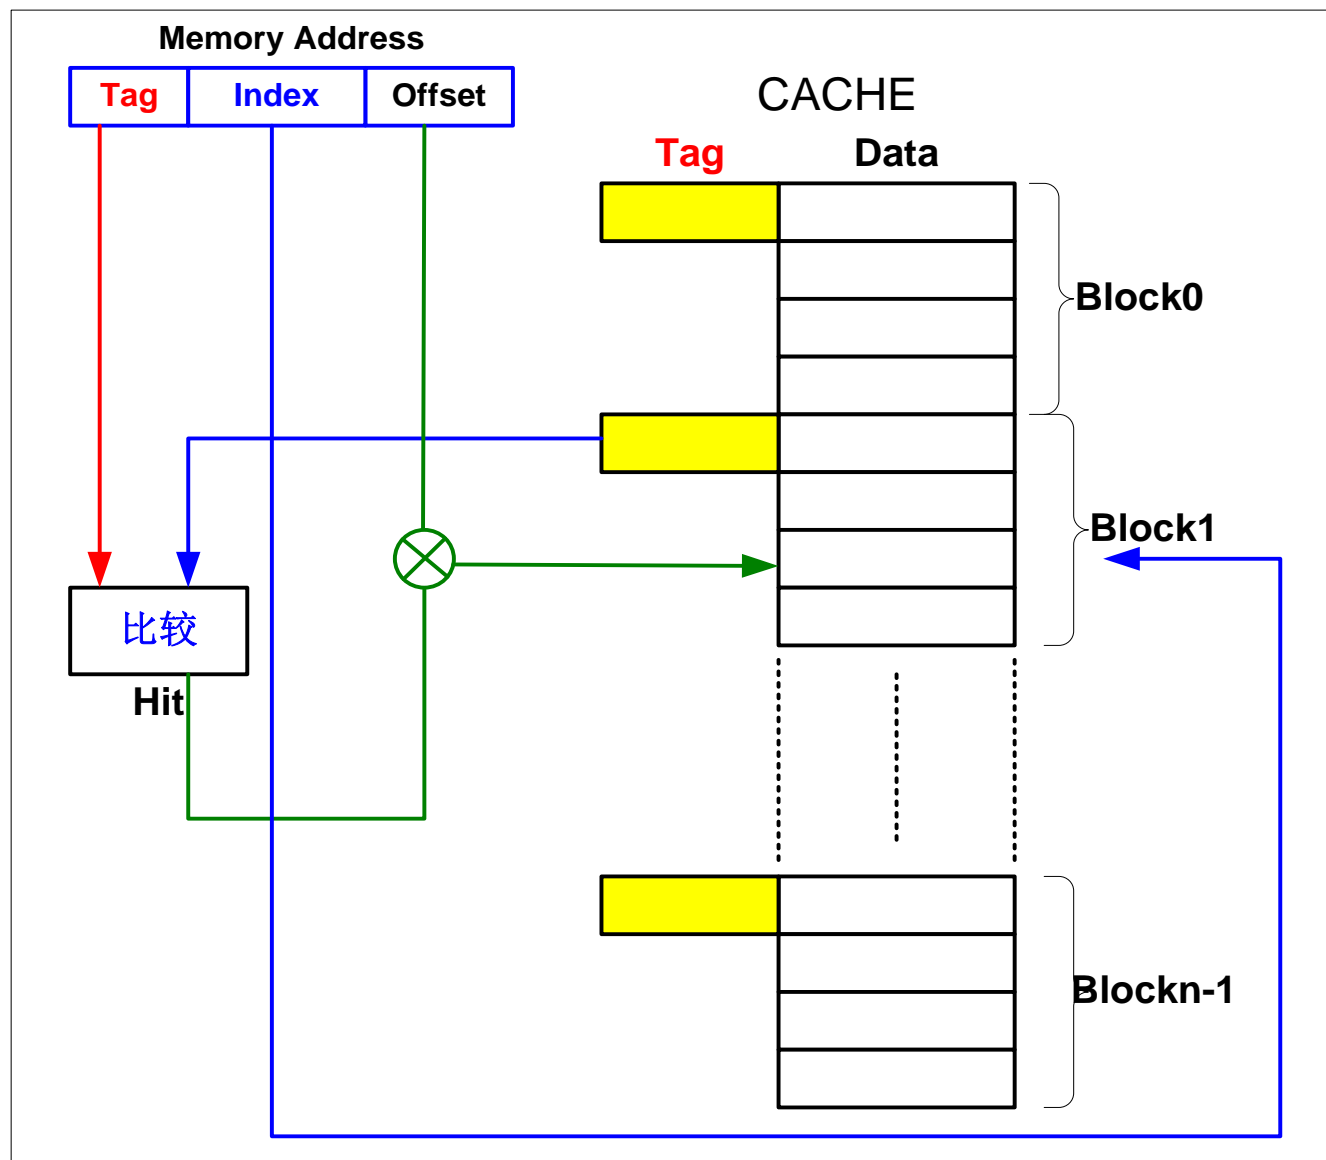 Memory Address
Tag Index Offset
CACHE
Tag Data
Block0
Block1
比较
Hit
Blockn-1